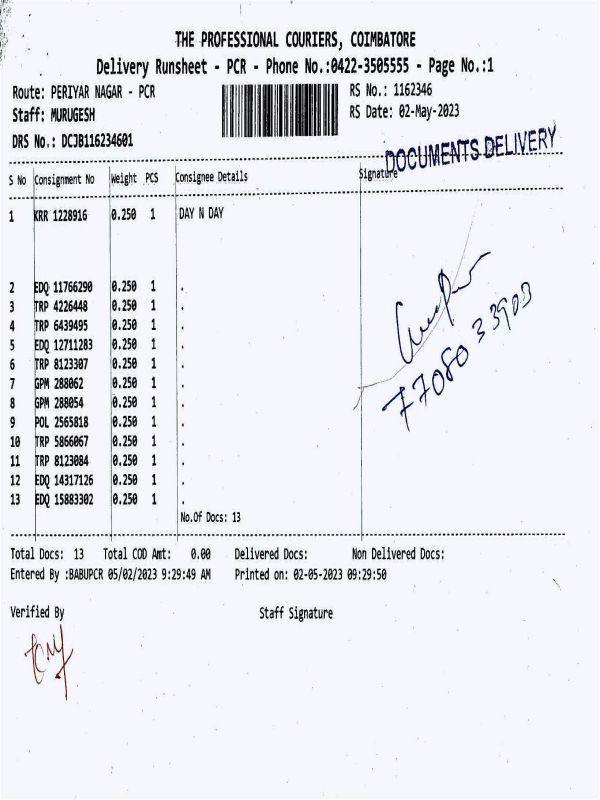 THE PROFESSIONAL COURIERS, COIMBATORE
Delivery Runsheet - PCR - Phone No.:0422-3505555 - Page No.:1
Route: PERIYAR NAGAR - PCR
RS No.: 1162346
Staff: MURUGESH
RS Date: 02-May-2023
DRS No.: DCJB116234601
DOCUMENTS DELIVERY
S No Consignment No Weight PCS Consignee Details Signature
1 KRR 1228916 0.250 1 DAY N DAY
2 EDQ 11766290 0.250 1 .
3 TRP 4226448 0.250 1 .
4 TRP 6439495 0.250 1 .
5 EDQ 12711283 0.250 1 .
6 TRP 8123307 0.250 1 .
7 GPM 288062 0.250 1 .
8 GPM 288054 0.250 1 .
9 POL 2565818 0.250 1 .
10 TRP 5866067 0.250 1 .
11 TRP 8123084 0.250 1 .
12 EDQ 14317126 0.250 1 .
13 EDQ 15883302 0.250 1 .
77080 33903
No.Of Docs: 13
Total Docs: 13 Total COD Amt: 0.00 Delivered Docs: Non Delivered Docs:
Entered By :BABUPCR 05/02/2023 9:29:49 AM Printed on: 02-05-2023 09:29:50
Verified By Staff Signature